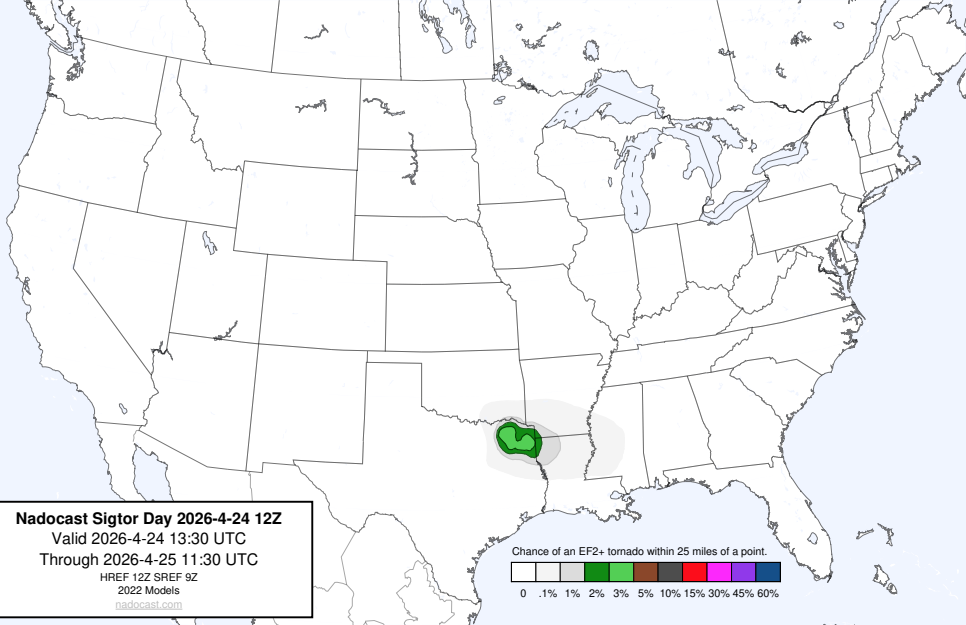 Nadocast Sigtor Day 2026-4-24 12Z
Valid 2026-4-24 13:30 UTC
Through 2026-4-25 11:30 UTC
HREF 12Z SREF 9Z
2022 Models
nadocast.com
Chance of an EF2+ tornado within 25 miles of a point.
0 .1% 1% 2% 3% 5% 10% 15% 30% 45% 60%